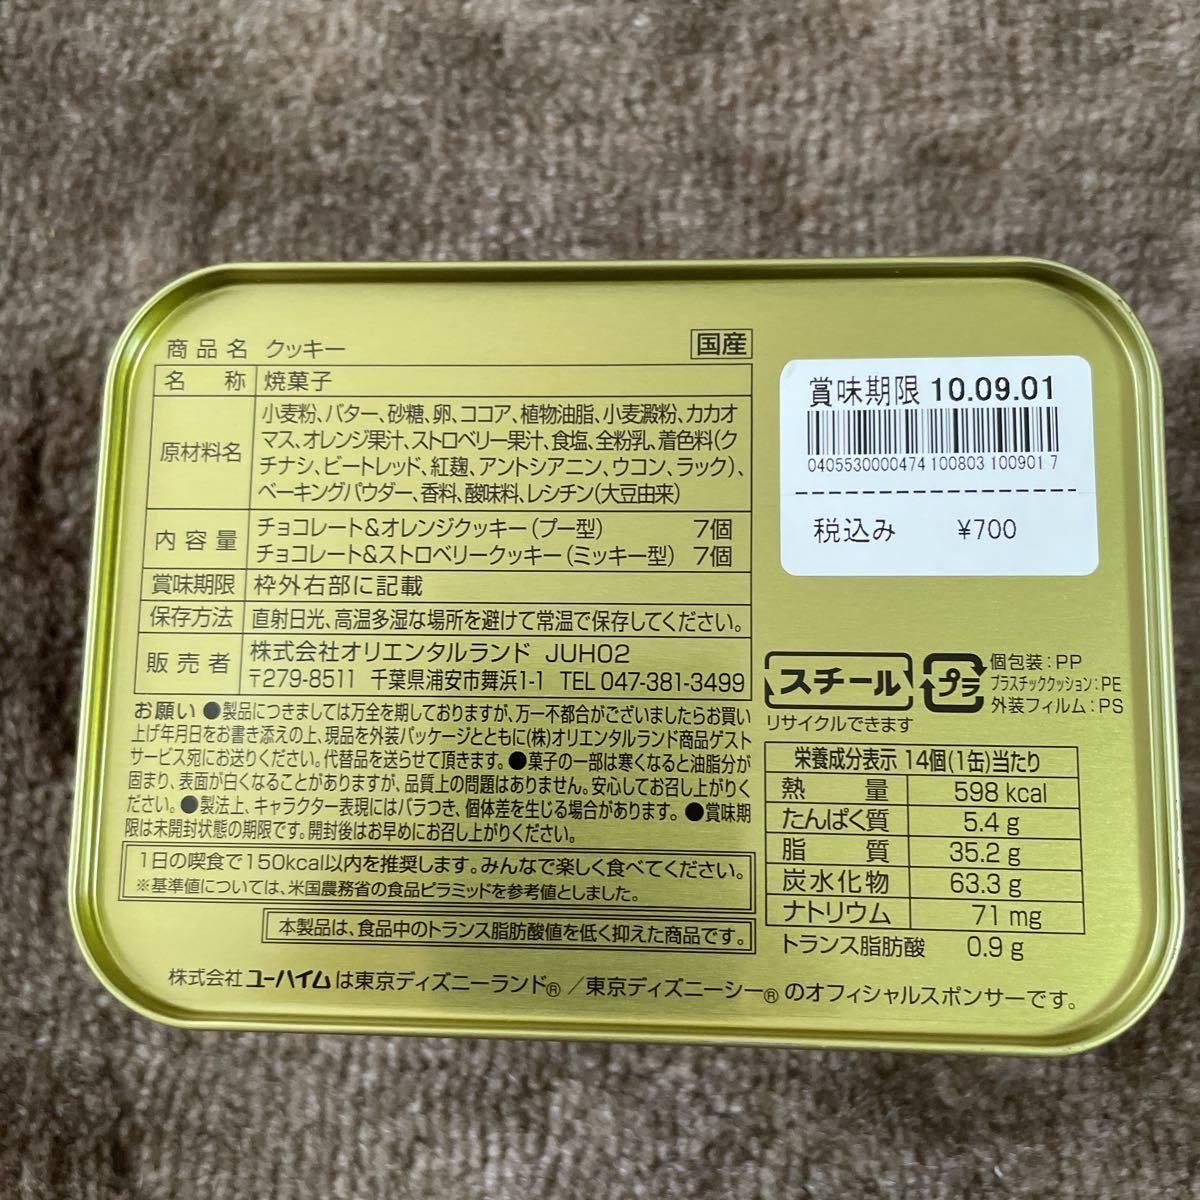 商品名 クッキー 国産
名称 焼菓子
原材料名
小麦粉、バター、砂糖、卵、ココア、植物油脂、小麦澱粉、カカオ
マス、オレンジ果汁、ストロベリー果汁、食塩、全粉乳、着色料(ク
チナシ、ビートレッド、紅麹、アントシアニン、ウコン、ラック)、
ベーキングパウダー、香料、酸味料、レシチン(大豆由来)
内容量
チョコレート&オレンジクッキー(プー型) 7個
チョコレート&ストロベリークッキー(ミッキー型) 7個
賞味期限 枠外右部に記載
保存方法 直射日光、高温多湿な場所を避けて常温で保存してください。
販売者
株式会社オリエンタルランド JUH02
〒279-8511 千葉県浦安市舞浜1-1 TEL 047-381-3499
お願い ●製品につきましては万全を期しておりますが、万一不都合がございましたらお買い
上げ年月日をお書き添えの上、現品を外装パッケージとともに(株)オリエンタルランド商品ゲスト
サービス宛にお送りください。代替品を送らせて頂きます。●菓子の一部は寒くなると油脂分が
固まり、表面が白くなることがありますが、品質上の問題はありません。安心してお召し上がりく
ださい。●製法上、キャラクター表現にはバラつき、個体差を生じる場合があります。●賞味期
限は未開封状態の期限です。開封後はお早めにお召し上がりください。
1日の喫食で150kcal以内を推奨します。みんなで楽しく食べてください。
※基準値については、米国農務省の食品ピラミッドを参考値としました。
本製品は、食品中のトランス脂肪酸値を低く抑えた商品です。
株式会社 ユーハイム は東京ディズニーランド® /東京ディズニーシー® のオフィシャルスポンサーです。
賞味期限 10.09.01
0405530000474 100803 100901 7
税込み ¥700
スチール
プラ
個包装:PP
プラスチッククッション:PE
外装フィルム:PS
リサイクルできます
栄養成分表示 14個(1缶)当たり
熱量 598 kcal
たんぱく質 5.4 g
脂質 35.2 g
炭水化物 63.3 g
ナトリウム 71 mg
トランス脂肪酸 0.9 g